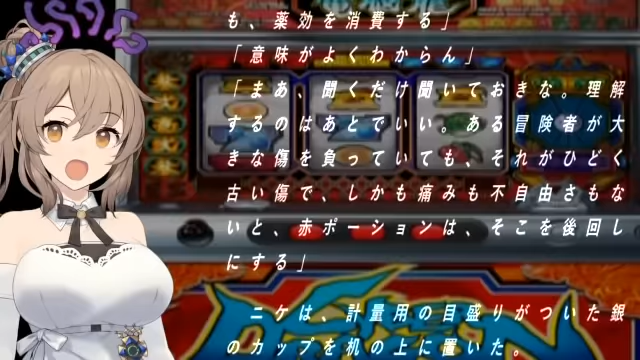 も、薬効を消費する」
「意味がよくわからん」
「まあ、聞くだけ聞いておきな。理解
するのはあとでいい。ある冒険者が大
きな傷を負っていても、それがひどく
古い傷で、しかも痛みも不自由さもな
いと、赤ポーションは、そこを後回し
にする」
ニケは、計量用の目盛りがついた銀
のカップを机の上に置いた